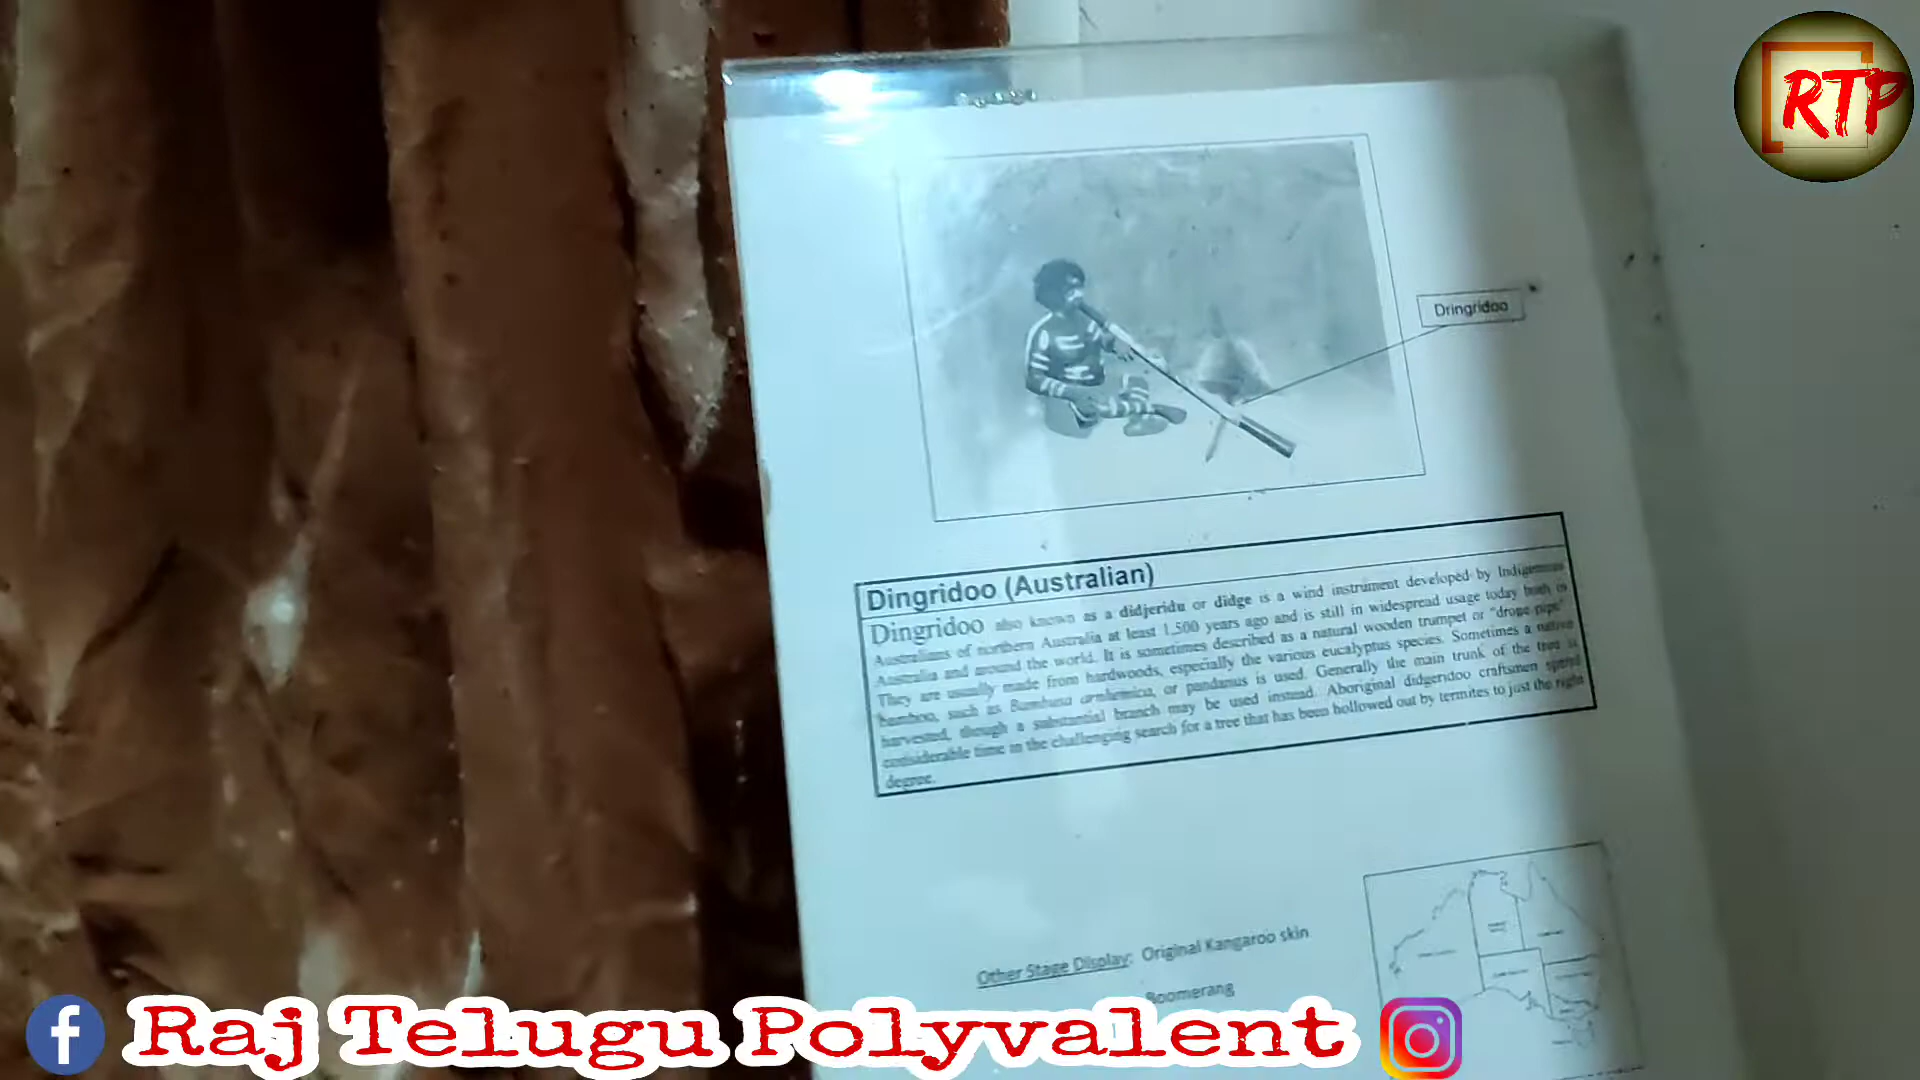 RTP
Dringridoo
Dingridoo (Australian)
Dingridoo also known as a didjeridu or didge is a wind instrument developed by Indigenous
Australians of northern Australia at least 1,500 years ago and is still in widespread usage today both in
Australia and around the world. It is sometimes described as a natural wooden trumpet or "drone pipe".
They are usually made from hardwoods, especially the various eucalyptus species. Sometimes a native
bamboo, such as Bambusa arnhemica, or pandanus is used. Generally the main trunk of the tree is
harvested, though a substantial branch may be used instead. Aboriginal didgeridoo craftsmen spend
considerable time in the challenging search for a tree that has been hollowed out by termites to just the right
degree.
Other Stage Display: Original Kangaroo skin
Boomerang
Raj Telugu Polyvalent